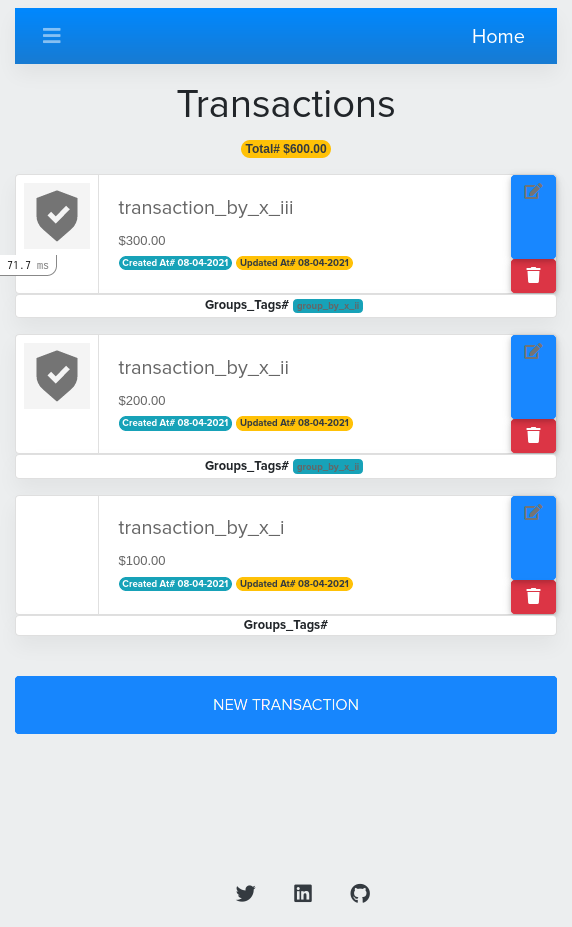 Home
Transactions
Total# $600.00
transaction_by_x_iii
$300.00
Created At# 08-04-2021 Updated At# 08-04-2021
71.7 ms
Groups_Tags# group_by_x_ii
transaction_by_x_ii
$200.00
Created At# 08-04-2021 Updated At# 08-04-2021
Groups_Tags# group_by_x_ii
transaction_by_x_i
$100.00
Created At# 08-04-2021 Updated At# 08-04-2021
Groups_Tags#
NEW TRANSACTION
in